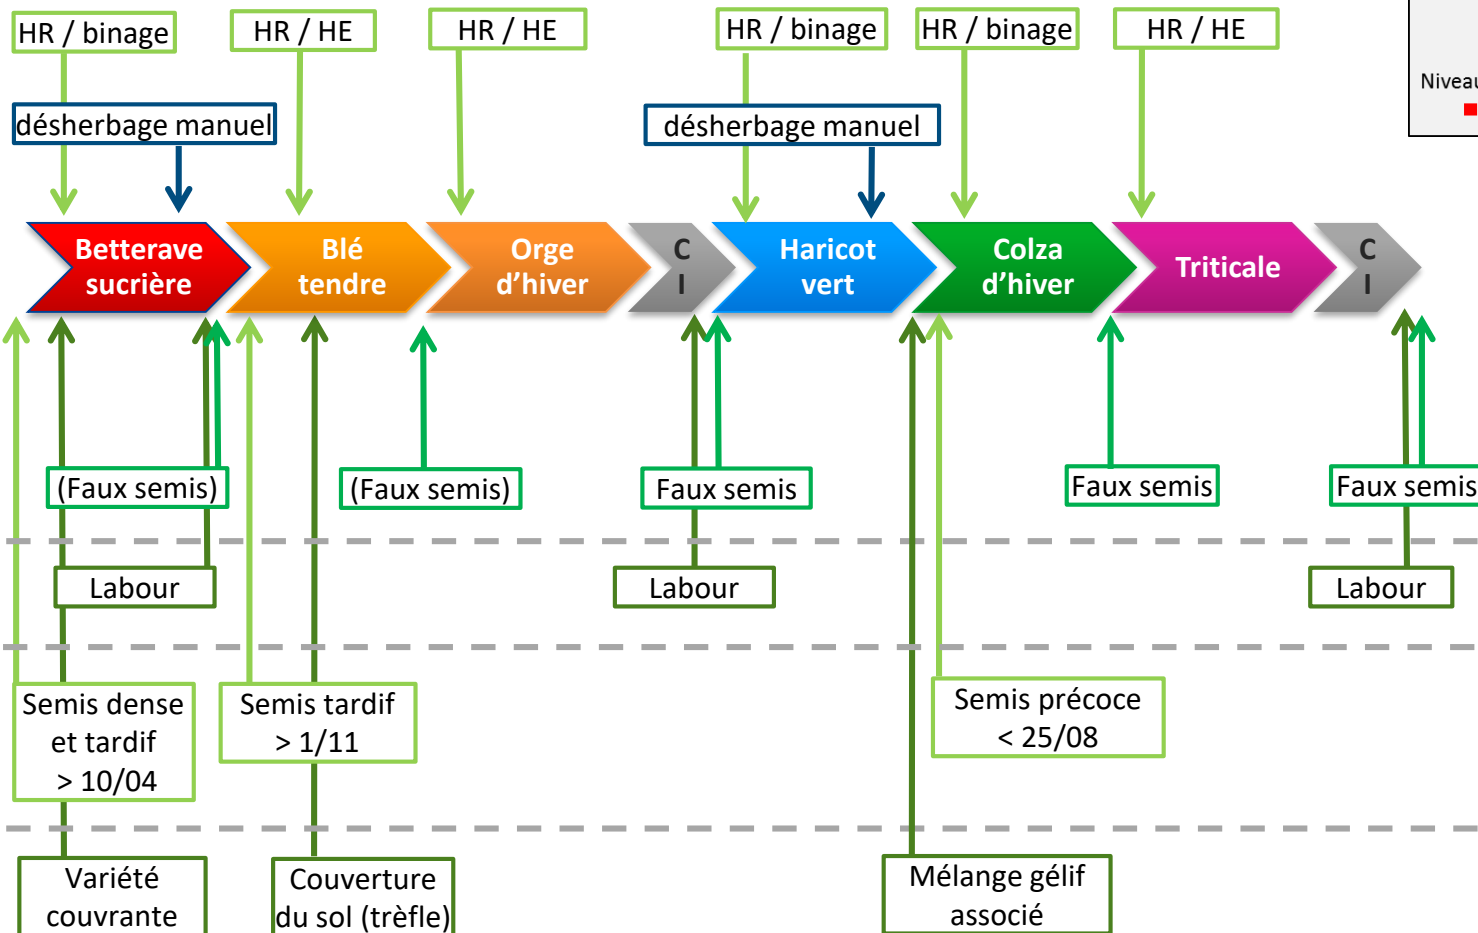 HR / binage
HR / HE
HR / HE
HR / binage
HR / binage
HR / HE
Niveau
désherbage manuel
désherbage manuel
Betterave
sucrière
Blé
tendre
Orge
d'hiver
C
I
Haricot
vert
Colza
d'hiver
Triticale
C
I
(Faux semis)
(Faux semis)
Faux semis
Faux semis
Faux semis
Labour
Labour
Labour
Semis dense
et tardif
> 10/04
Semis tardif
> 1/11
Semis précoce
< 25/08
Variété
couvrante
Couverture
du sol (trèfle)
Mélange gélif
associé